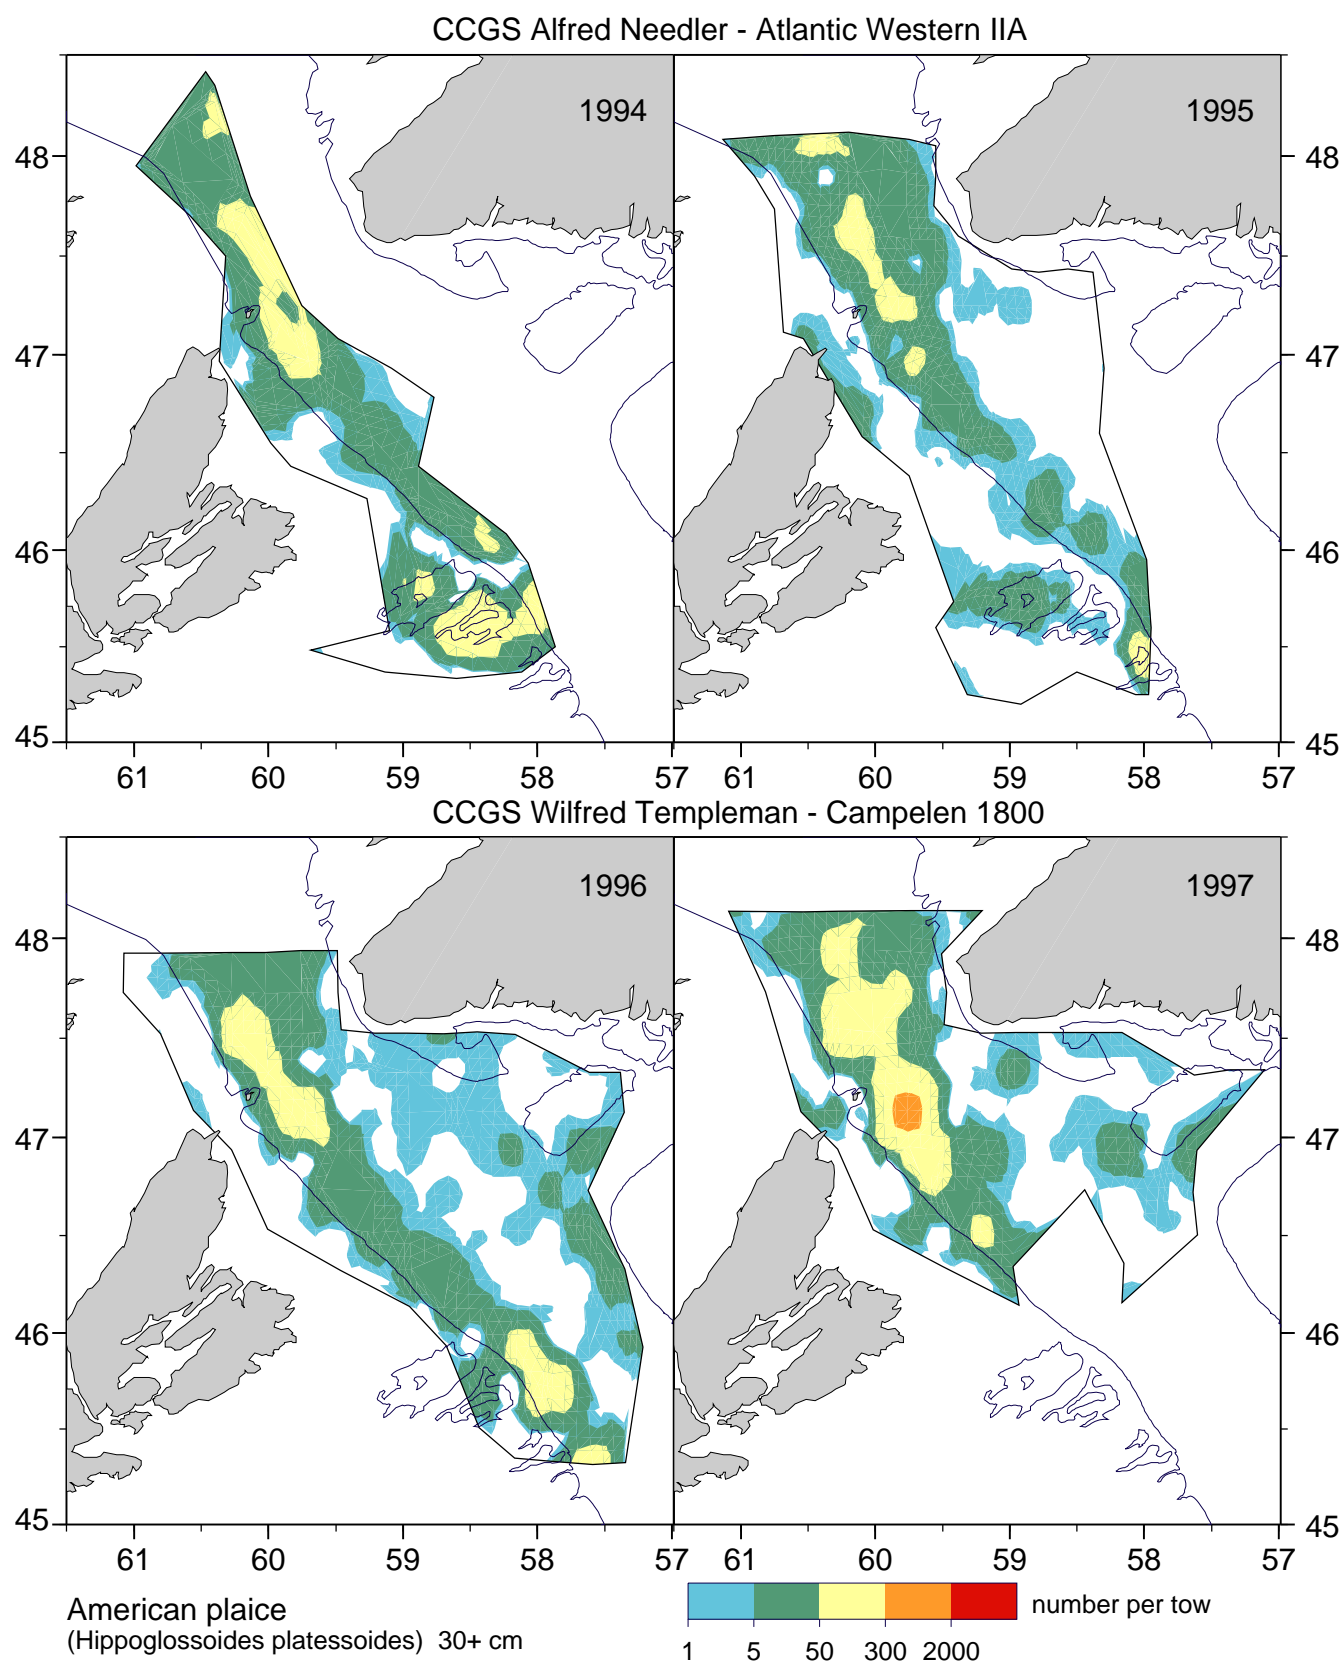 CCGS Alfred Needler - Atlantic Western IIA
1994
1995
48
48
47
47
46
46
45
45
61 60 59 58 57
61 60 59 58 57
CCGS Wilfred Templeman - Campelen 1800
1996
1997
48
48
47
47
46
46
45
45
61 60 59 58 57
61 60 59 58 57
American plaice
(Hippoglossoides platessoides) 30+ cm
number per tow
1 5 50 300 2000